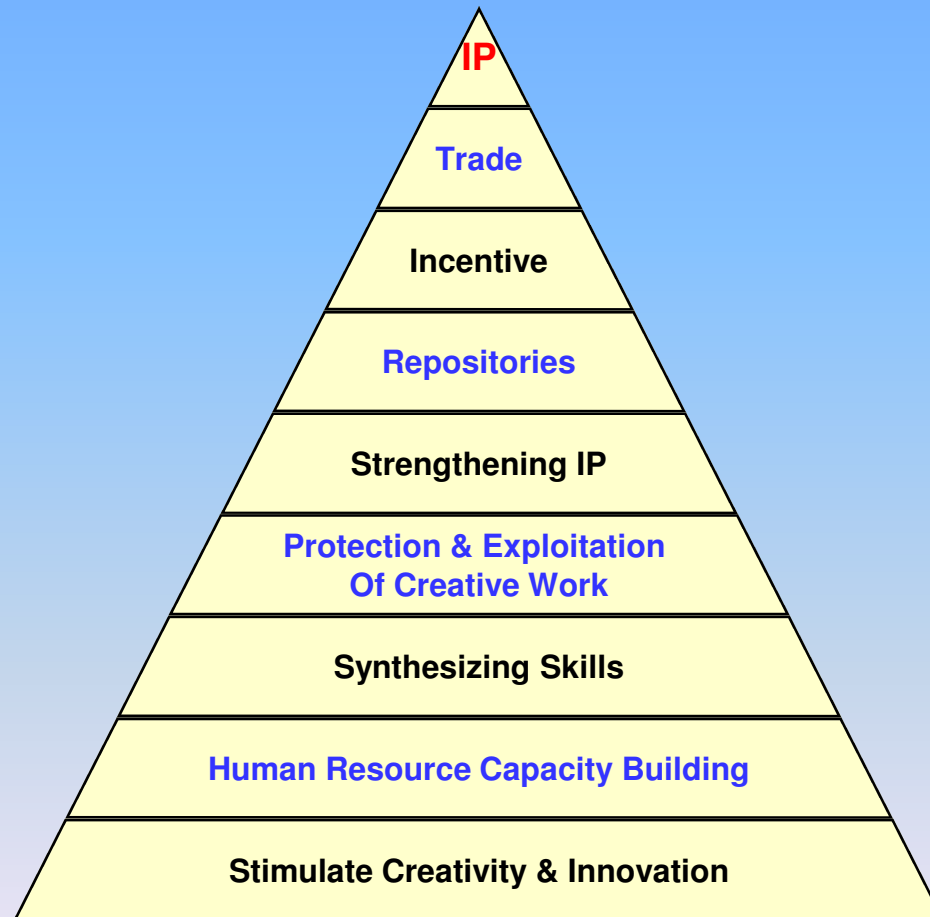 IP
Trade
Incentive
Repositories
Strengthening IP
Protection & Exploitation
Of Creative Work
Synthesizing Skills
Human Resource Capacity Building
Stimulate Creativity & Innovation